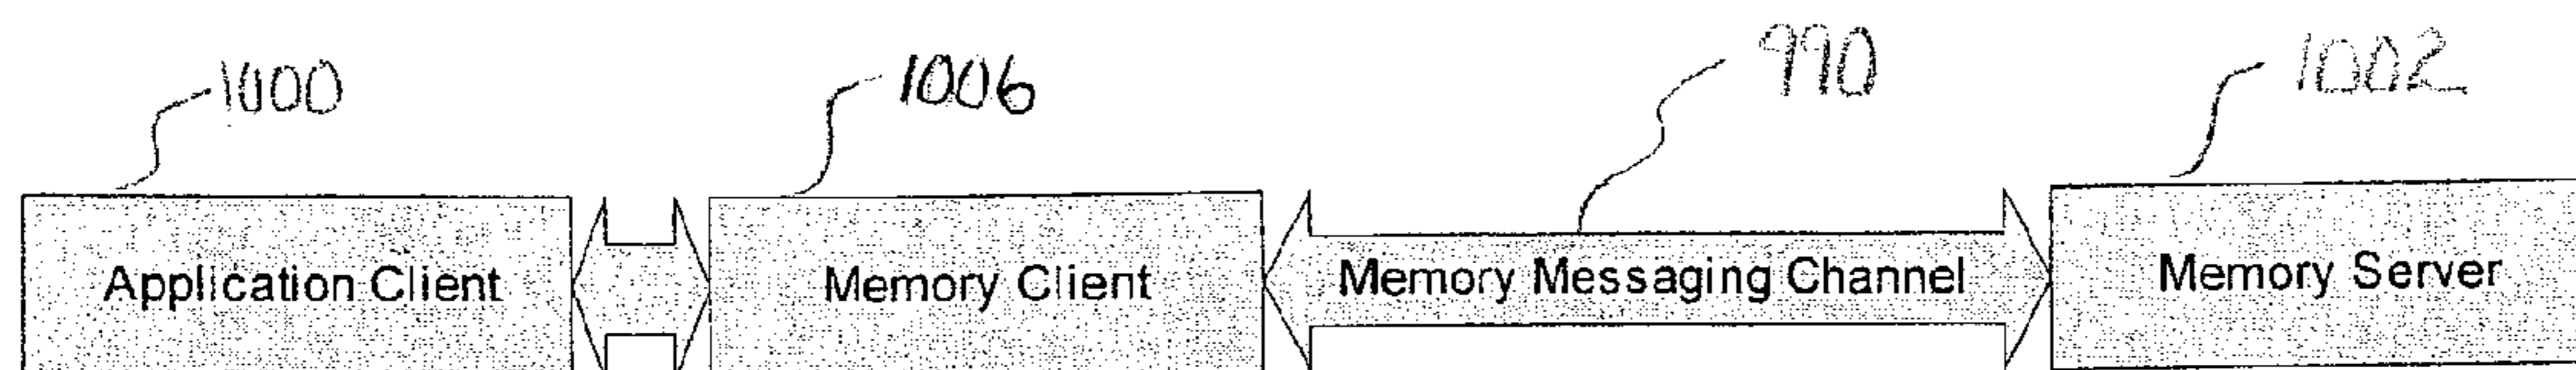 1000 1006 990 1002
Application Client Memory Client Memory Messaging Channel Memory Server